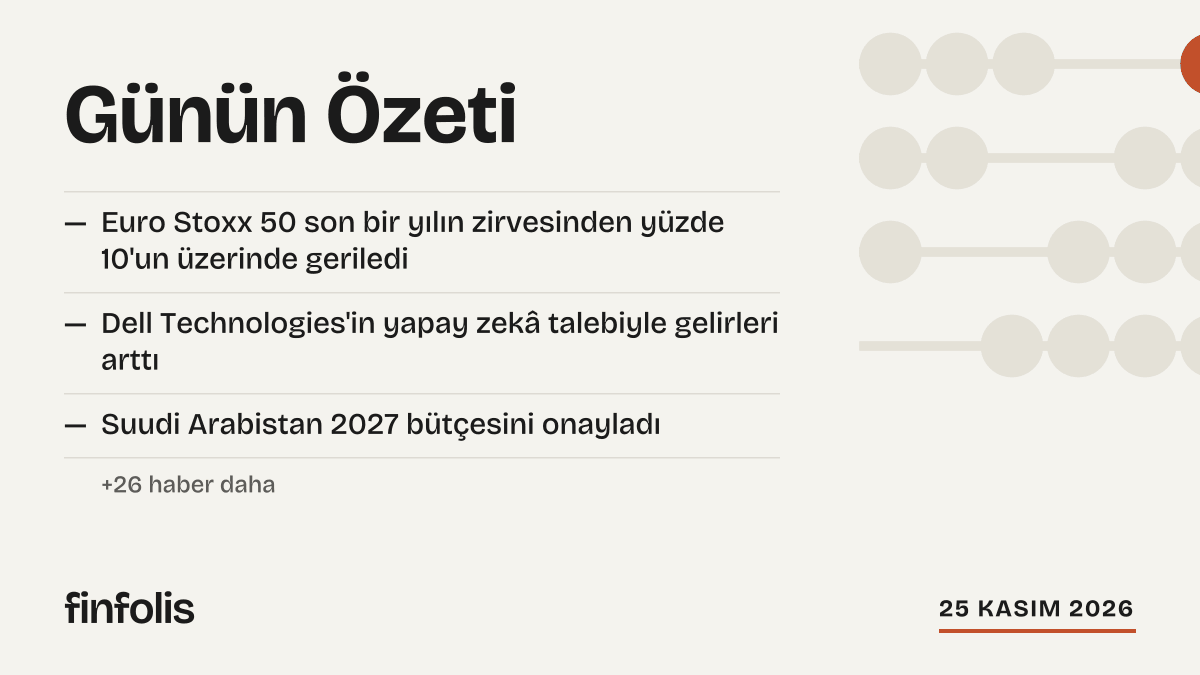 Günün Özeti
— Euro Stoxx 50 son bir yılın zirvesinden yüzde
10'un üzerinde geriledi
— Dell Technologies'in yapay zekâ talebiyle gelirleri
arttı
— Suudi Arabistan 2027 bütçesini onayladı
+26 haber daha
finfolis
25 KASIM 2026